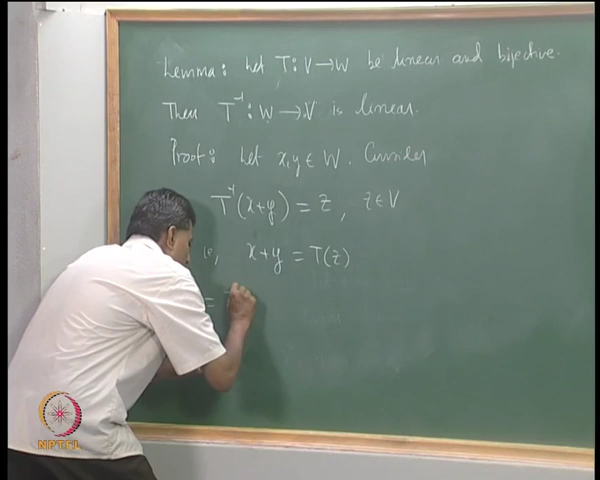 Lemma: Let T: V → W be linear and bijective.
Then T⁻¹: W → V is linear.
Proof: Let x, y ∈ W. Consider
T⁻¹(x+y) = z, z ∈ V
ie, x+y = T(z)
=
NPTEL